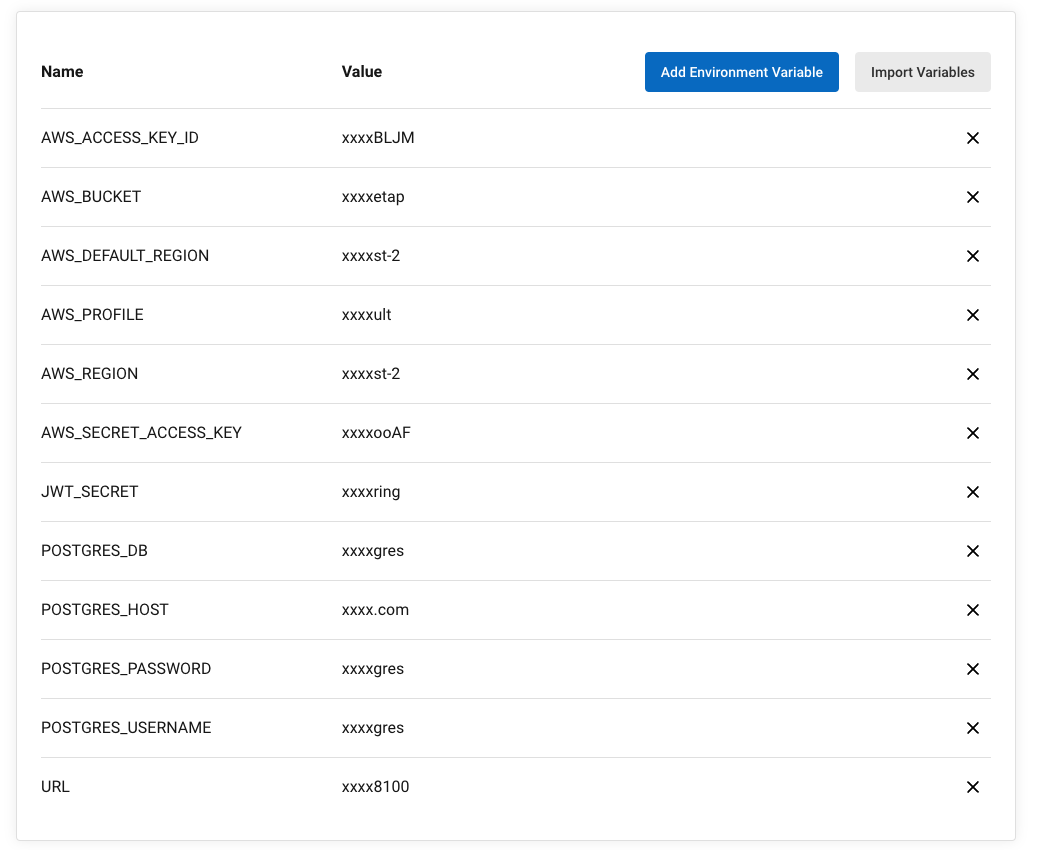 Name Value Add Environment Variable Import Variables
AWS_ACCESS_KEY_ID xxxxBLJM
AWS_BUCKET xxxxetap
AWS_DEFAULT_REGION xxxxst-2
AWS_PROFILE xxxxult
AWS_REGION xxxxst-2
AWS_SECRET_ACCESS_KEY xxxxooAF
JWT_SECRET xxxxring
POSTGRES_DB xxxxgres
POSTGRES_HOST xxxx.com
POSTGRES_PASSWORD xxxxgres
POSTGRES_USERNAME xxxxgres
URL xxxx8100